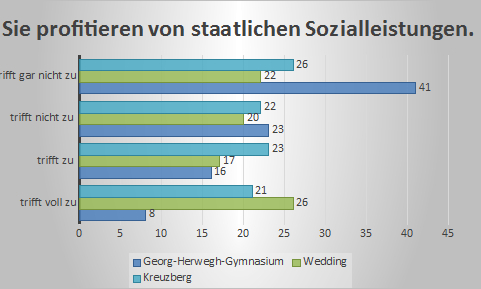 Sie profitieren von staatlichen Sozialleistungen.
trifft gar nicht zu
26
22
41
trifft nicht zu
22
20
23
trifft zu
23
17
16
trifft voll zu
21
26
8
0 5 10 15 20 25 30 35 40 45
Georg-Herwegh-Gymnasium Wedding
Kreuzberg